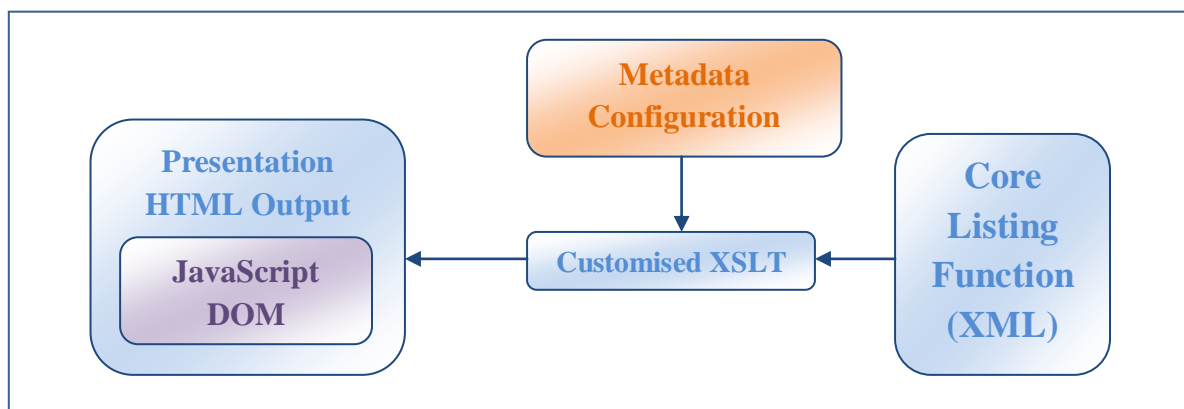 Metadata
Configuration
Presentation
HTML Output
JavaScript
DOM
Customised XSLT
Core
Listing
Function
(XML)